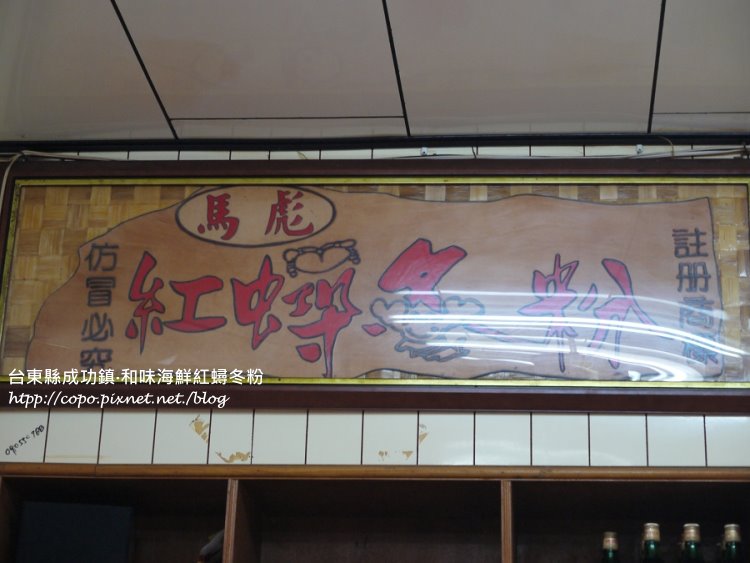 馬彪
仿冒必究
紅蟳冬粉
註册商標
台東縣成功鎮‧和味海鮮紅蟳冬粉
http://copo.pixnet.net/blog